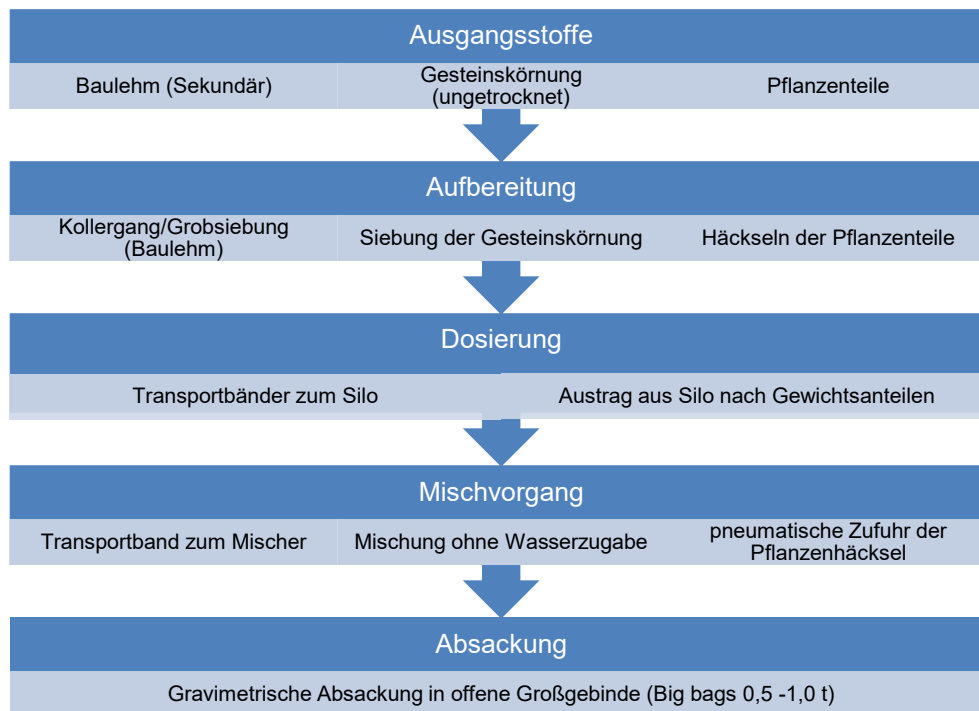 Ausgangsstoffe
Baulehm (Sekundär)
Gesteinskörnung
(ungetrocknet)
Pflanzenteile
Aufbereitung
Kollergang/Grobsiebung
(Baulehm)
Siebung der Gesteinskörnung
Häckseln der Pflanzenteile
Dosierung
Transportbänder zum Silo
Austrag aus Silo nach Gewichtsanteilen
Mischvorgang
Transportband zum Mischer
Mischung ohne Wasserzugabe
pneumatische Zufuhr der
Pflanzenhäcksel
Absackung
Gravimetrische Absackung in offene Großgebinde (Big bags 0,5 -1,0 t)